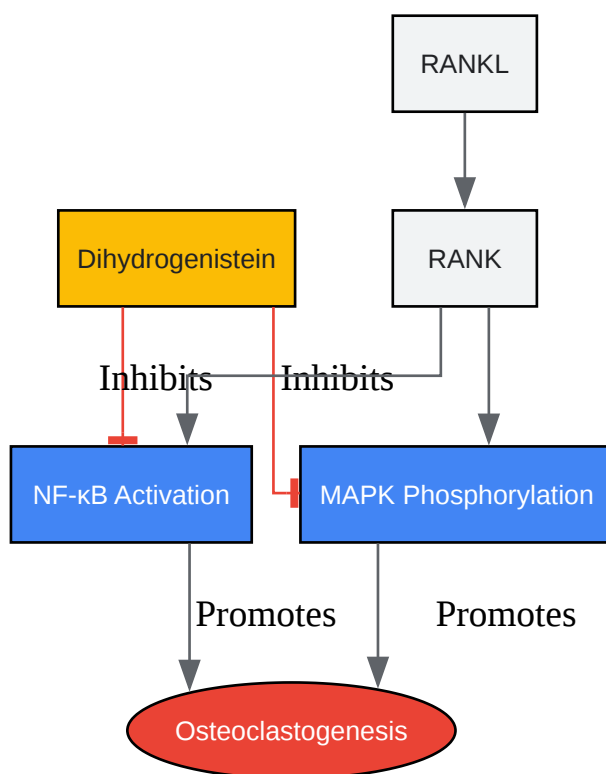 RANKL
Dihydrogenistein
RANK
Inhibits
Inhibits
NF-κB Activation
MAPK Phosphorylation
Promotes
Promotes
Osteoclastogenesis